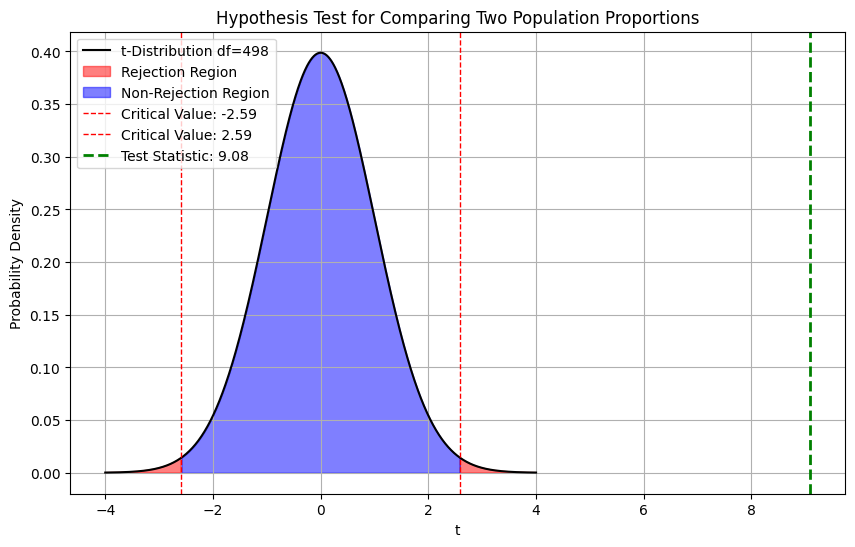 Hypothesis Test for Comparing Two Population Proportions
t-Distribution df=498
Rejection Region
Non-Rejection Region
Critical Value: -2.59
Critical Value: 2.59
Test Statistic: 9.08
Probability Density
0.40
0.35
0.30
0.25
0.20
0.15
0.10
0.05
0.00
−4 −2 0 2 4 6 8
t